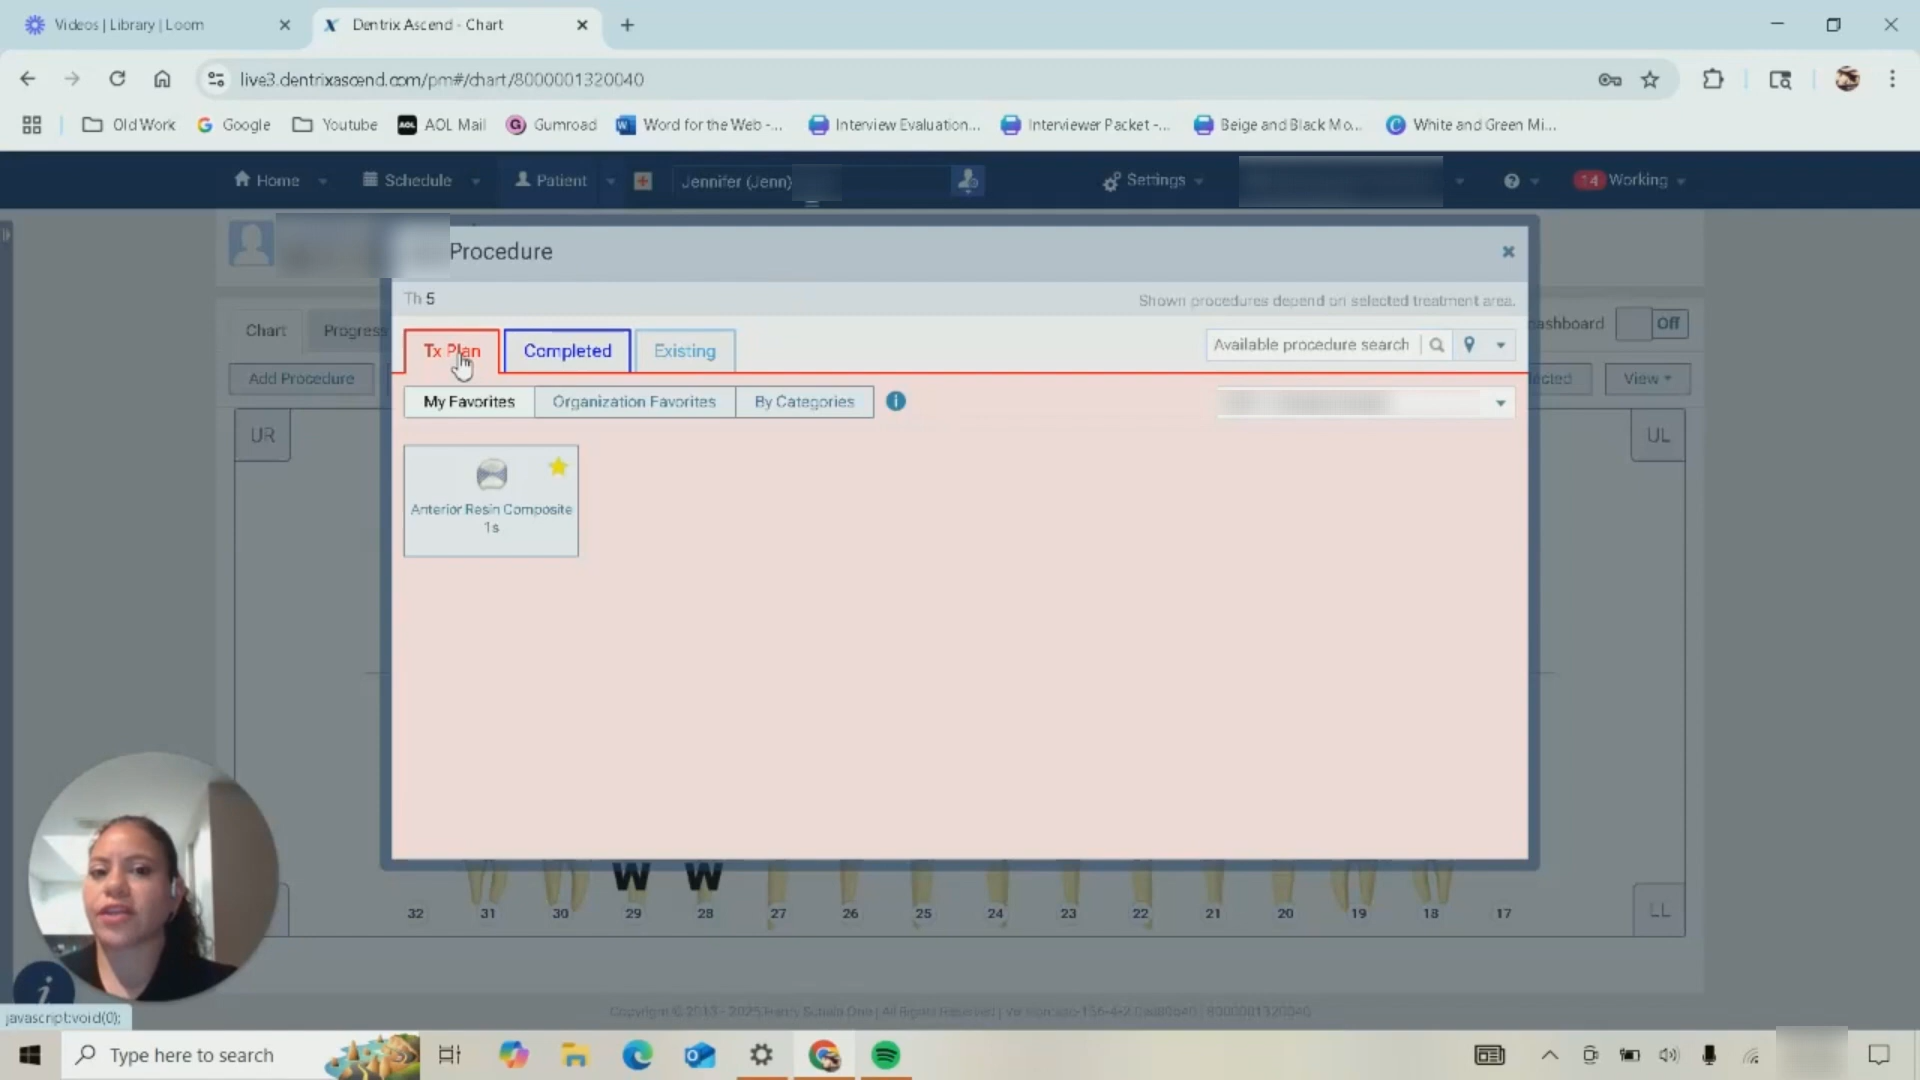 Videos | Library | Loom
Dentrix Ascend - Chart
live3.dentrixascend.com/pm#/chart/8000001320040
Old Work
Google
Youtube
AOL Mail
Gumroad
Word for the Web -...
Interview Evaluation...
Interviewer Packet -...
Beige and Black Mo...
White and Green Mi...
Home
Schedule
Patient
Jennifer (Jenn)
Settings
14
Working
Procedure
Th 5
Shown procedures depend on selected treatment area.
Chart
Progress
Tx Plan
Completed
Existing
Available procedure search
ashboard
Off
Add Procedure
My Favorites
Organization Favorites
By Categories
View
UR
UL
Anterior Resin Composite
1s
W
W
32
31
30
29
28
27
26
25
24
23
22
21
20
19
18
17
LL
javascript:void(0);
Type here to search